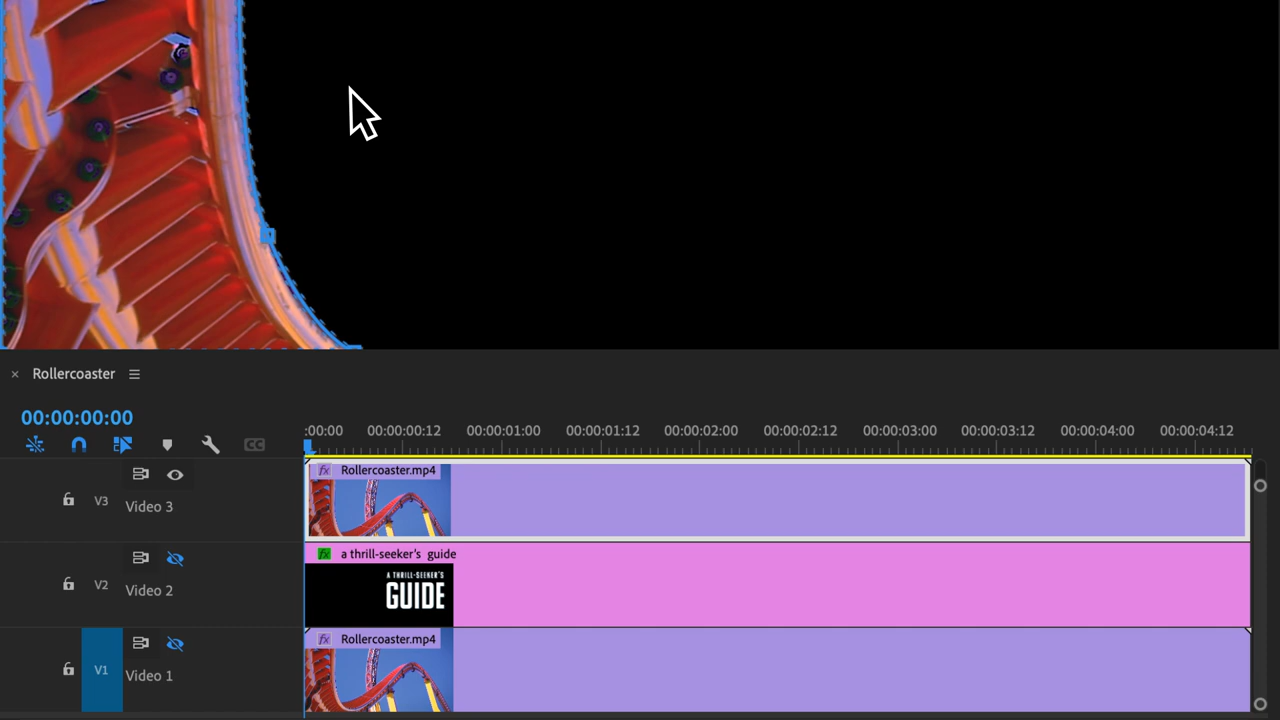 × Rollercoaster
00:00:00:00
:00:00 00:00:00:12 00:00:01:00 00:00:01:12 00:00:02:00 00:00:02:12 00:00:03:00 00:00:03:12 00:00:04:00 00:00:04:12
CC
fx Rollercoaster.mp4
V3 Video 3
fx a thrill-seeker's guide
A THRILL-SEEKER'S
GUIDE
V2 Video 2
fx Rollercoaster.mp4
V1 Video 1